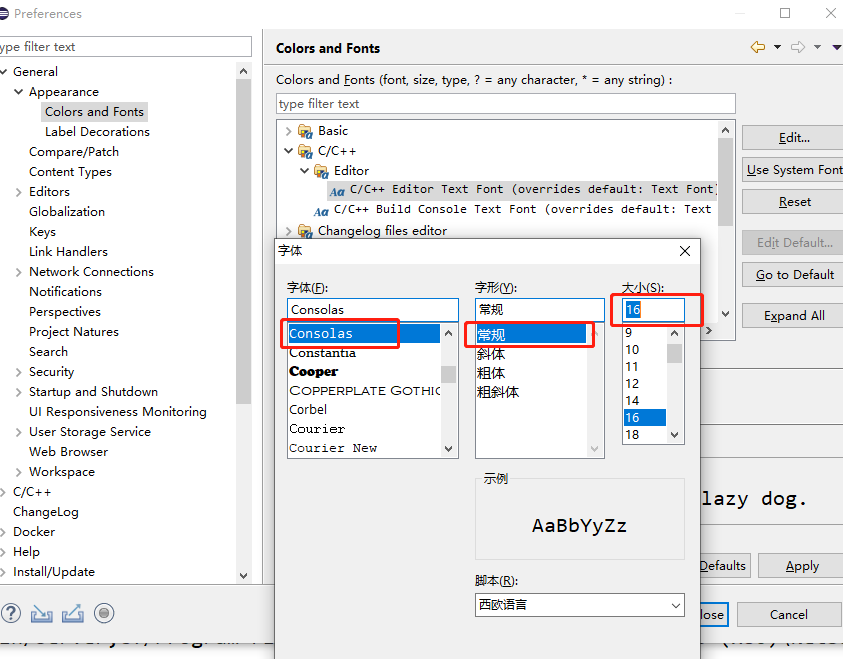 Preferences
ype filter text
General
Appearance
Colors and Fonts
Label Decorations
Compare/Patch
Content Types
Editors
Globalization
Keys
Link Handlers
Network Connections
Notifications
Perspectives
Project Natures
Search
Security
Startup and Shutdown
UI Responsiveness Monitoring
User Storage Service
Web Browser
Workspace
C/C++
ChangeLog
Docker
Help
Install/Update
Colors and Fonts
Colors and Fonts (font, size, type, ? = any character, * = any string) :
type filter text
Basic
C/C++
Editor
Aa C/C++ Editor Text Font (overrides default: Text Font)
Aa C/C++ Build Console Text Font (overrides default: Text
Changelog files editor
Edit...
Use System Font
Reset
Edit Default...
Go to Default
Expand All
字体
字体(F):
Consolas
Consolas
Constantia
Cooper
Copperplate Gothic
Corbel
Courier
Courier New
字形(Y):
常规
常规
斜体
粗体
粗斜体
大小(S):
16
9
10
11
12
14
16
18
示例
AaBbYyZz
脚本(R):
西欧语言
lazy dog.
Defaults
Apply
lose
Cancel